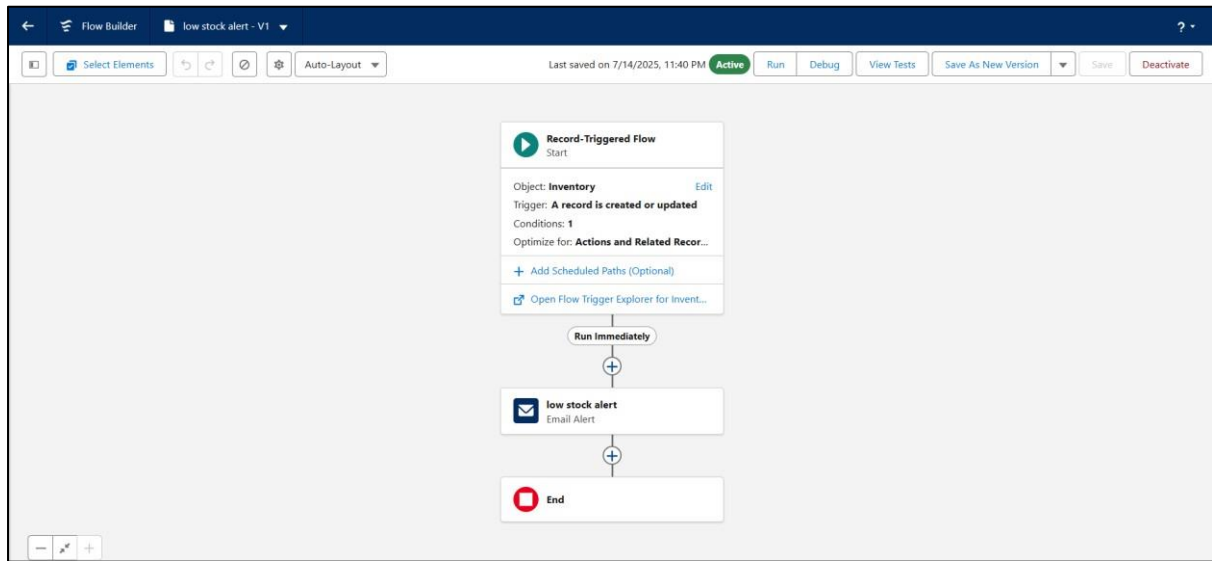 Flow Builder
low stock alert - V1
?
Select Elements
Auto-Layout
Last saved on 7/14/2025, 11:40 PM
Active
Run
Debug
View Tests
Save As New Version
Save
Deactivate
Record-Triggered Flow
Start
Object: Inventory
Edit
Trigger: A record is created or updated
Conditions: 1
Optimize for: Actions and Related Recor...
+ Add Scheduled Paths (Optional)
Open Flow Trigger Explorer for Invent...
Run Immediately
low stock alert
Email Alert
End